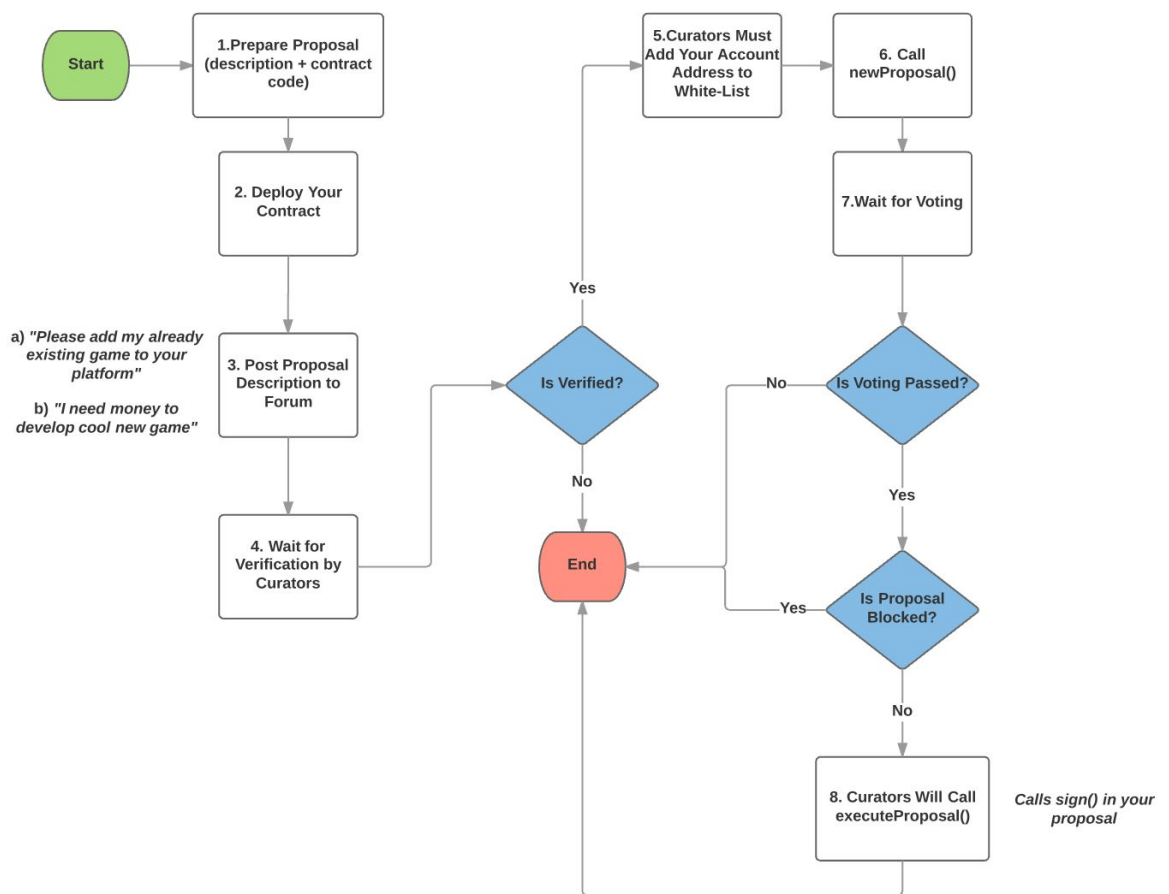 Start
1.Prepare Proposal
(description + contract
code)
2. Deploy Your
Contract
a) "Please add my already
existing game to your
platform"
b) "I need money to
develop cool new game"
3. Post Proposal
Description to
Forum
4. Wait for
Verification by
Curators
Is Verified?
Yes
No
End
5.Curators Must
Add Your Account
Address to
White-List
6. Call
newProposal()
7.Wait for Voting
Is Voting Passed?
No
Yes
Is Proposal
Blocked?
Yes
No
8. Curators Will Call
executeProposal()
Calls sign() in your
proposal